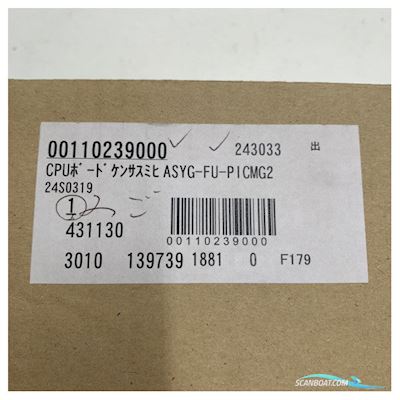 00110239000 243033 出
CPUﾎﾞｰﾄﾞｹﾝｻｽﾐﾋ ASYG-FU-PICMG2
24S0319
1
431130
00110239000
3010 139739 1881 0 F179
SCANBOAT.COM